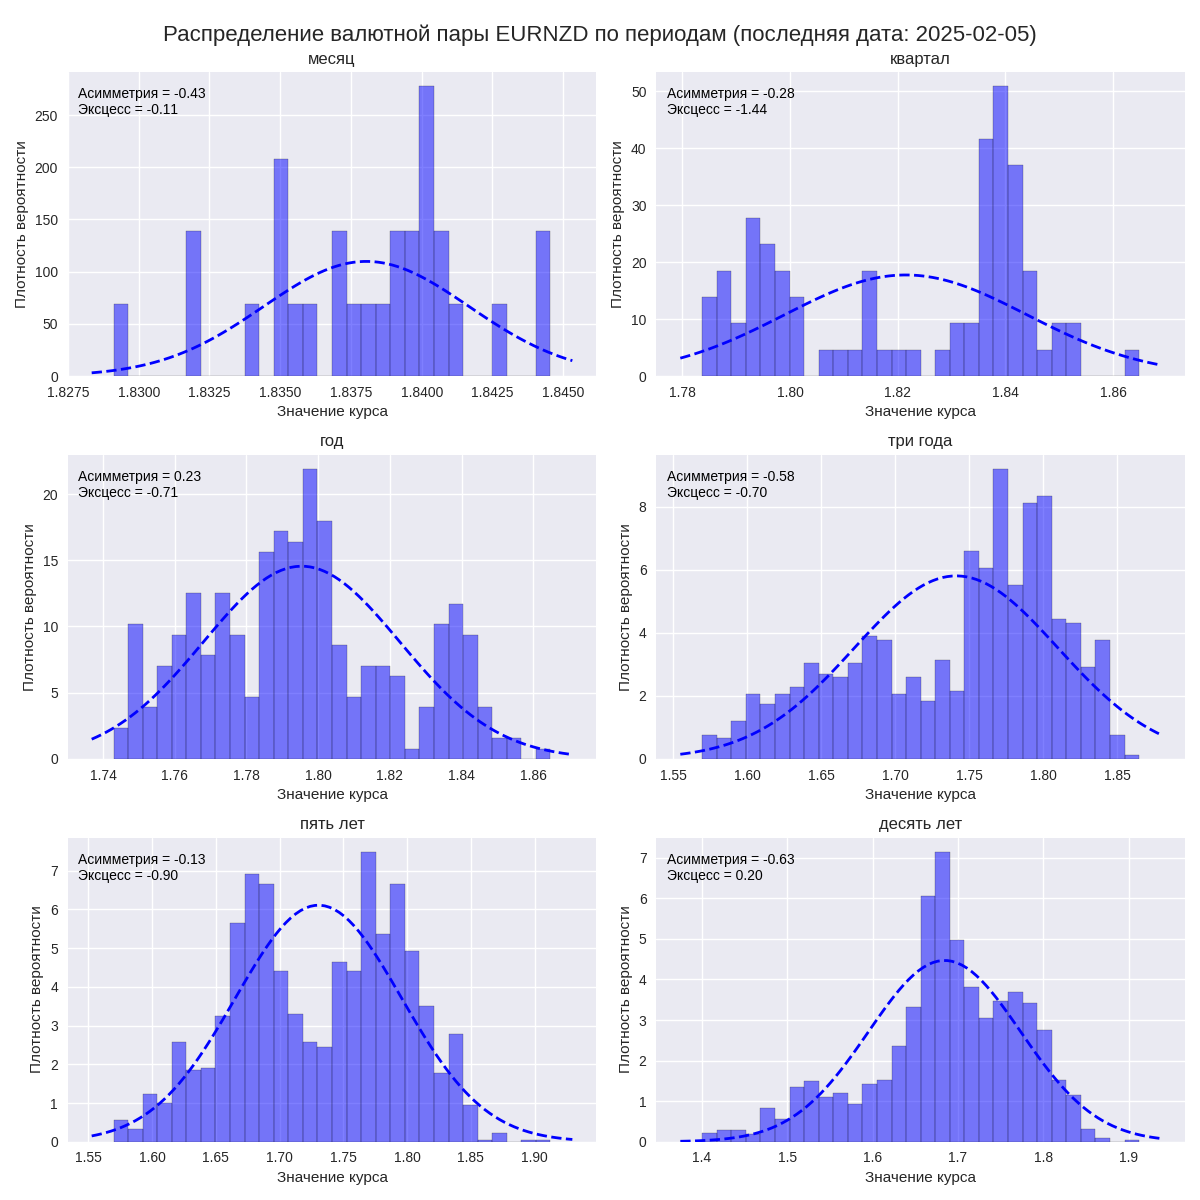 Распределение валютной пары EURNZD по периодам (последняя дата: 2025-02-05)
месяц
Асимметрия = -0.43
Эксцесс = -0.11
Плотность вероятности
250
200
150
100
50
0
1.8275 1.8300 1.8325 1.8350 1.8375 1.8400 1.8425 1.8450
Значение курса
квартал
Асимметрия = -0.28
Эксцесс = -1.44
Плотность вероятности
50
40
30
20
10
0
1.78 1.80 1.82 1.84 1.86
Значение курса
год
Асимметрия = 0.23
Эксцесс = -0.71
Плотность вероятности
20
15
10
5
0
1.74 1.76 1.78 1.80 1.82 1.84 1.86
Значение курса
три года
Асимметрия = -0.58
Эксцесс = -0.70
Плотность вероятности
8
6
4
2
0
1.55 1.60 1.65 1.70 1.75 1.80 1.85
Значение курса
пять лет
Асимметрия = -0.13
Эксцесс = -0.90
Плотность вероятности
7
6
5
4
3
2
1
0
1.55 1.60 1.65 1.70 1.75 1.80 1.85 1.90
Значение курса
десять лет
Асимметрия = -0.63
Эксцесс = 0.20
Плотность вероятности
7
6
5
4
3
2
1
0
1.4 1.5 1.6 1.7 1.8 1.9
Значение курса